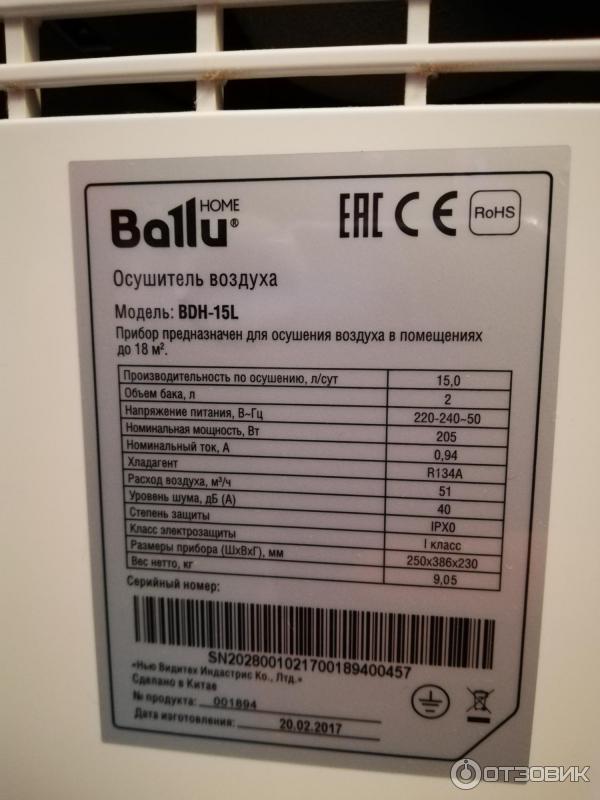 Ballu® HOME
EAC CE RoHS
Осушитель воздуха
Модель: BDH-15L
Прибор предназначен для осушения воздуха в помещениях
до 18 м².
Производительность по осушению, л/сут 15,0
Объем бака, л 2
Напряжение питания, В~Гц 220-240~50
Номинальная мощность, Вт 205
Номинальный ток, А 0,94
Хладагент R134A
Расход воздуха, м³/ч 51
Уровень шума, дБ (А) 40
Степень защиты IPX0
Класс электрозащиты I класс
Размеры прибора (ШхВхГ), мм 250x386x230
Вес нетто, кг 9,05
Серийный номер:
SN20280010217001894​00457
«Нью Видитех Индастрис Ко., Лтд.»
Сделано в Китае
№ продукта: 001894
Дата изготовления: 20.02.2017
ОТЗОВИК